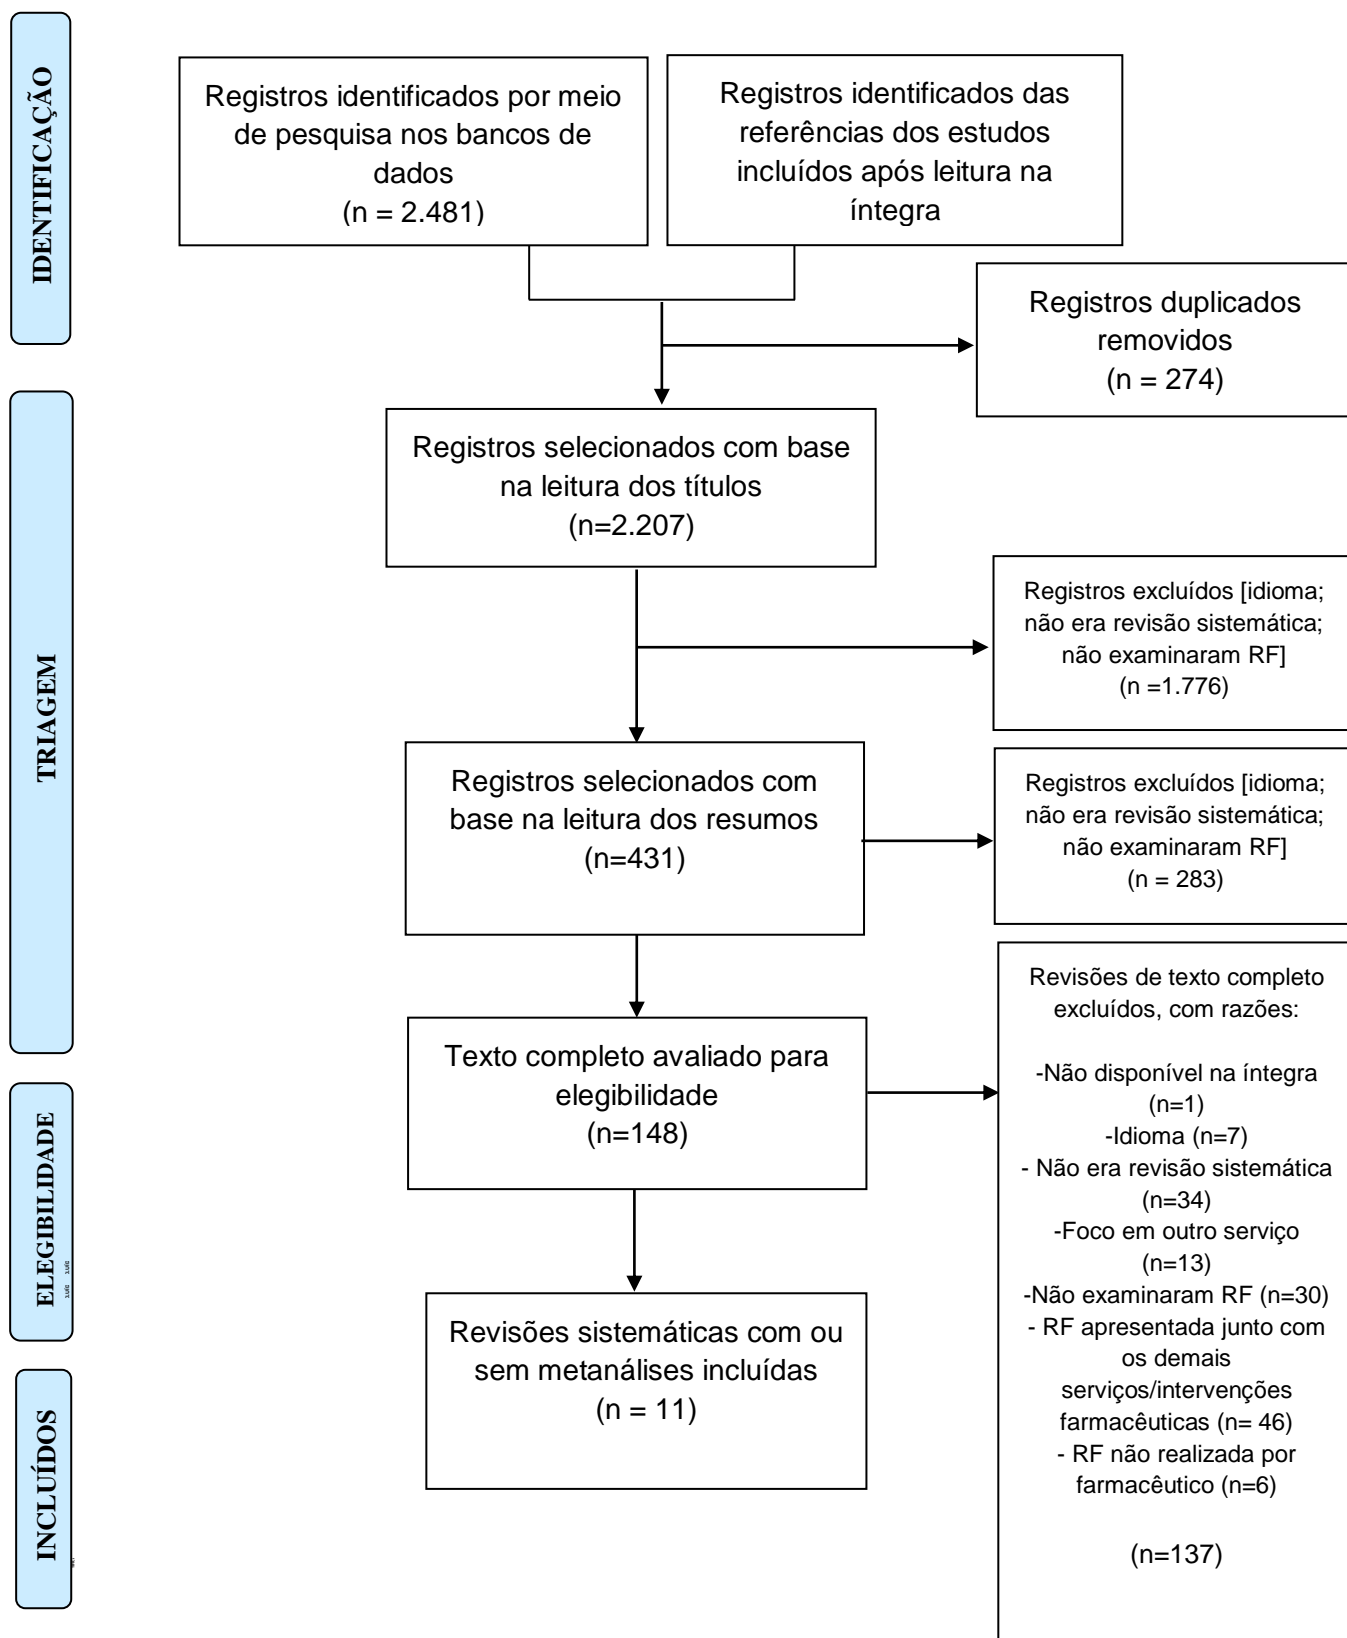 IDENTIFICAÇÃO
Registros identificados por meio
de pesquisa nos bancos de
dados
(n = 2.481)
Registros identificados das
referências dos estudos
incluídos após leitura na
íntegra
Registros duplicados
removidos
(n = 274)
TRIAGEM
Registros selecionados com base
na leitura dos títulos
(n=2.207)
Registros excluídos [idioma;
não era revisão sistemática;
não examinaram RF]
(n =1.776)
Registros selecionados com
base na leitura dos resumos
(n=431)
Registros excluídos [idioma;
não era revisão sistemática;
não examinaram RF]
(n = 283)
ELEGIBILIDADE
Texto completo avaliado para
elegibilidade
(n=148)
Revisões de texto completo
excluídos, com razões:
-Não disponível na íntegra
(n=1)
-Idioma (n=7)
- Não era revisão sistemática
(n=34)
-Foco em outro serviço
(n=13)
-Não examinaram RF (n=30)
- RF apresentada junto com
os demais
serviços/intervenções
farmacêuticas (n= 46)
- RF não realizada por
farmacêutico (n=6)
(n=137)
INCLUÍDOS
Revisões sistemáticas com ou
sem metanálises incluídas
(n = 11)